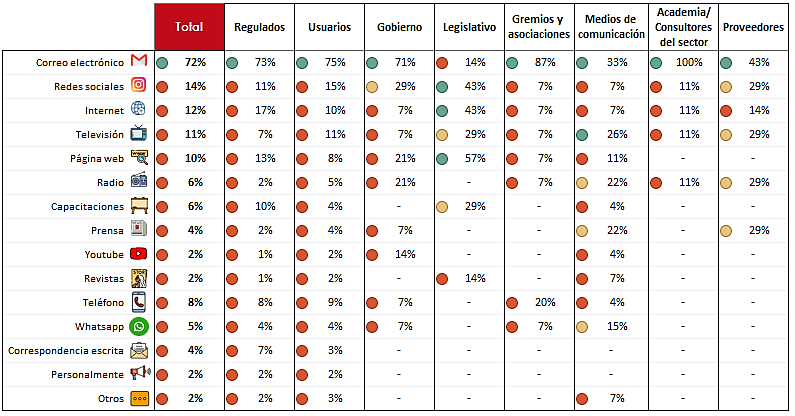 Total Regulados Usuarios Gobierno Legislativo Gremios y asociaciones Medios de comunicación Academia/ Consultores del sector Proveedores
Correo electrónico 72% 73% 75% 71% 14% 87% 33% 100% 43%
Redes sociales 14% 11% 15% 29% 43% 7% 7% 11% 29%
Internet 12% 17% 10% 7% 43% 7% 7% 11% 14%
Televisión 11% 7% 11% 7% 29% 7% 26% 11% 29%
Página web 10% 13% 8% 21% 57% 7% 11% - -
Radio 6% 2% 5% 21% - 7% 22% 11% 29%
Capacitaciones 6% 10% 4% - 29% - 4% - -
Prensa 4% 2% 4% 7% - - 22% - 29%
Youtube 2% 1% 2% 14% - - 4% - -
Revistas 2% 1% 2% - 14% - 7% - -
Teléfono 8% 8% 9% 7% - 20% 4% - -
Whatsapp 5% 4% 4% 7% - 7% 15% - -
Correspondencia escrita 4% 7% 3% - - - - - -
Personalmente 2% 2% 2% - - - - - -
Otros 2% 2% 3% - - - 7% - -